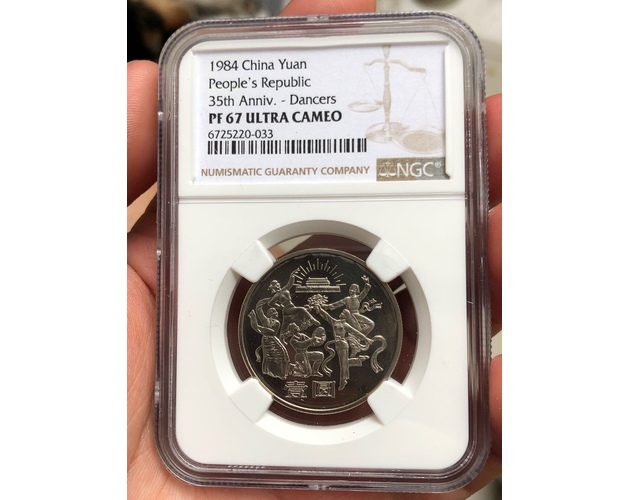 1984 China Yuan
People's Republic
35th Anniv. - Dancers
PF 67 ULTRA CAMEO
6725220-033
NUMISMATIC GUARANTY COMPANY
NGC®
壹圆